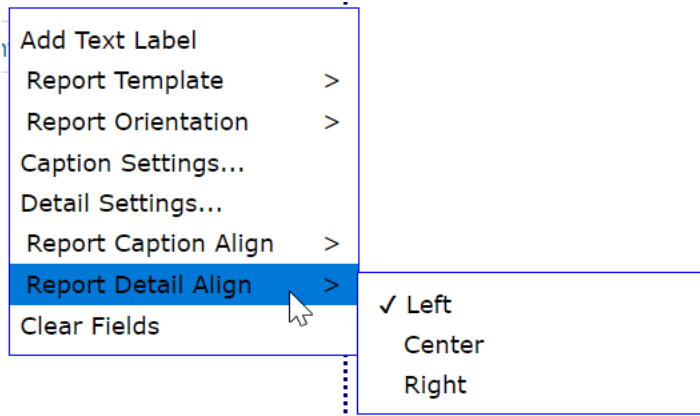 Add Text Label
Report Template >
Report Orientation >
Caption Settings...
Detail Settings...
Report Caption Align >
Report Detail Align >
Clear Fields
✓ Left
Center
Right